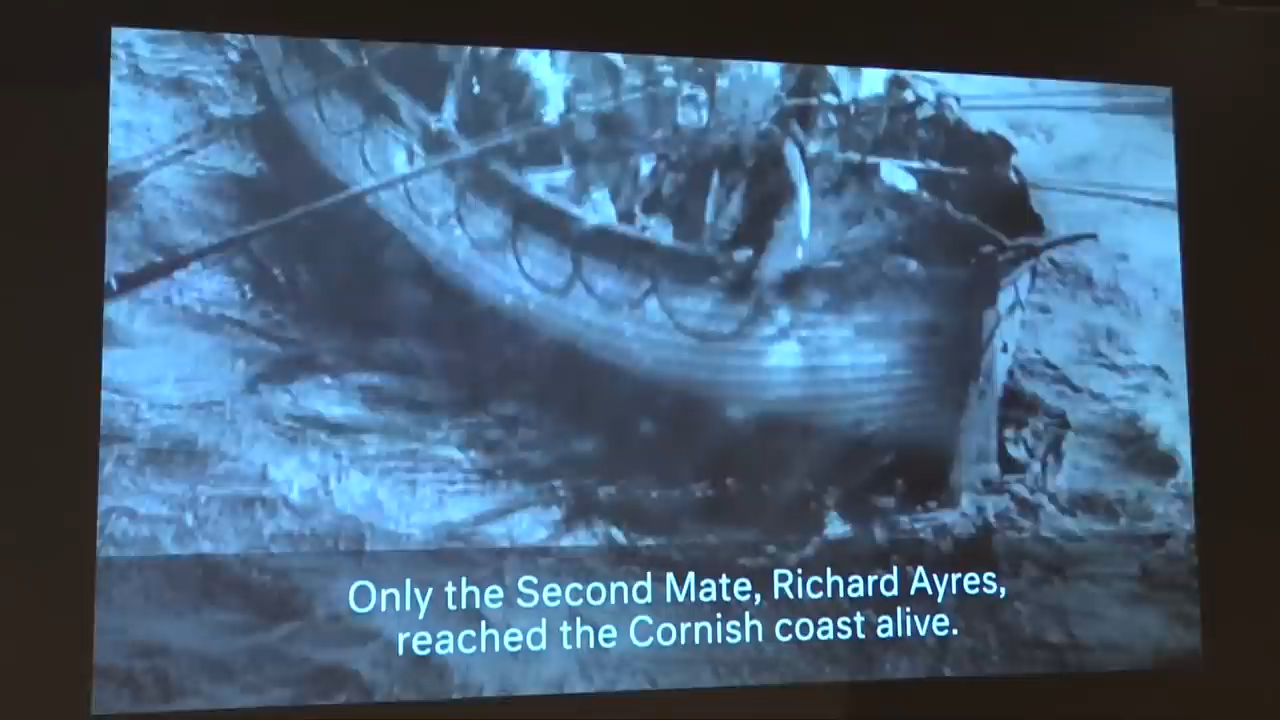 Only the Second Mate, Richard Ayres,
reached the Cornish coast alive.